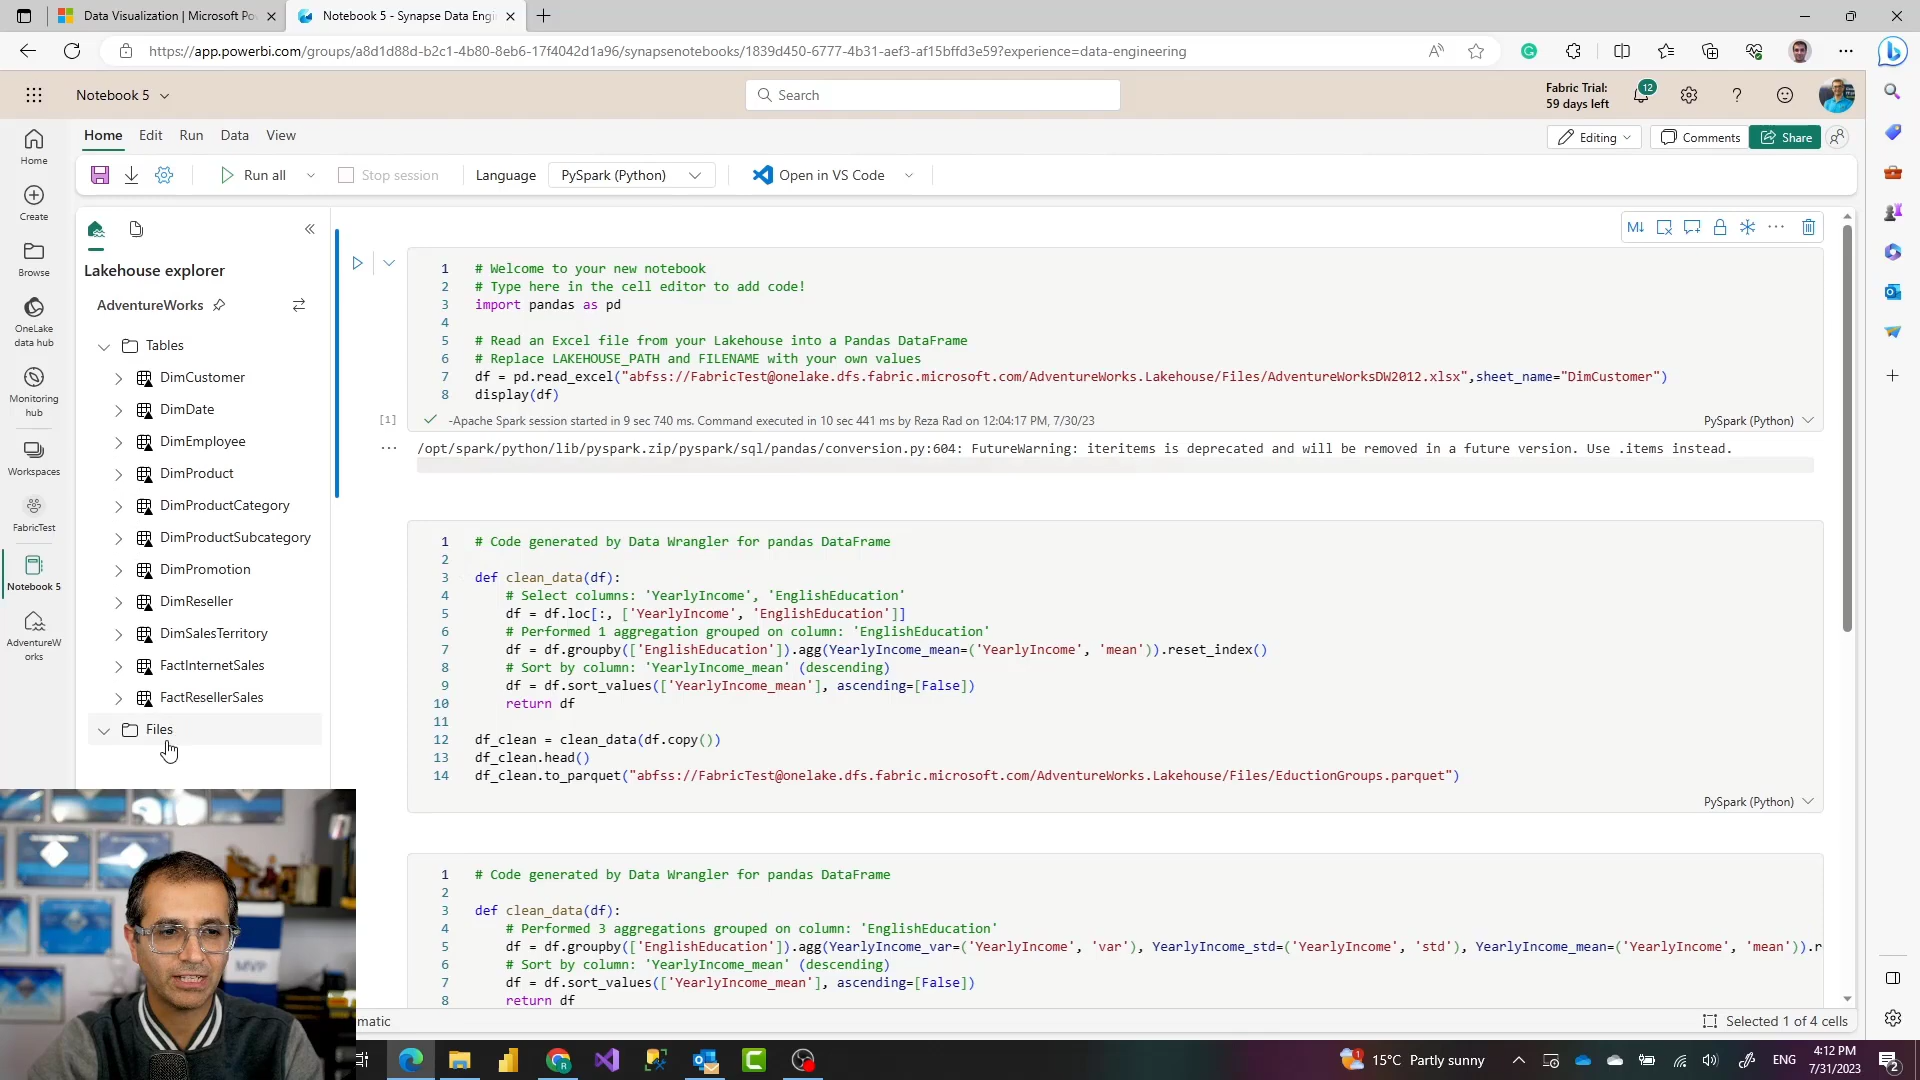 Data Visualization | Microsoft Po
Notebook 5 - Synapse Data Engi
https://app.powerbi.com/groups/a8d1d88d-b2c1-4b80-8eb6-17f4042d1a96/synapsenotebooks/1839d450-6777-4b31-aef3-af15bffd3e59?experience=data-engineering
Notebook 5
Search
Fabric Trial:
59 days left
12
Home Edit Run Data View
Editing
Comments
Share
Run all
Stop session
Language
PySpark (Python)
Open in VS Code
Home
Create
Browse
OneLake
data hub
Monitoring
hub
Workspaces
FabricTest
Notebook 5
AdventureW
orks
Lakehouse explorer
AdventureWorks
Tables
DimCustomer
DimDate
DimEmployee
DimProduct
DimProductCategory
DimProductSubcategory
DimPromotion
DimReseller
DimSalesTerritory
FactInternetSales
FactResellerSales
Files
1 # Welcome to your new notebook
2 # Type here in the cell editor to add code!
3 import pandas as pd
4
5 # Read an Excel file from your Lakehouse into a Pandas DataFrame
6 # Replace LAKEHOUSE_PATH and FILENAME with your own values
7 df = pd.read_excel("abfss://FabricTest@onelake.dfs.fabric.microsoft.com/AdventureWorks.Lakehouse/Files/AdventureWorksDW2012.xlsx",sheet_name="DimCustomer")
8 display(df)
[1] -Apache Spark session started in 9 sec 740 ms. Command executed in 10 sec 441 ms by Reza Rad on 12:04:17 PM, 7/30/23
PySpark (Python)
/opt/spark/python/lib/pyspark.zip/pyspark/sql/pandas/conversion.py:604: FutureWarning: iteritems is deprecated and will be removed in a future version. Use .items instead.
1 # Code generated by Data Wrangler for pandas DataFrame
2
3 def clean_data(df):
4 # Select columns: 'YearlyIncome', 'EnglishEducation'
5 df = df.loc[:, ['YearlyIncome', 'EnglishEducation']]
6 # Performed 1 aggregation grouped on column: 'EnglishEducation'
7 df = df.groupby(['EnglishEducation']).agg(YearlyIncome_mean=('YearlyIncome', 'mean')).reset_index()
8 # Sort by column: 'YearlyIncome_mean' (descending)
9 df = df.sort_values(['YearlyIncome_mean'], ascending=[False])
10 return df
11
12 df_clean = clean_data(df.copy())
13 df_clean.head()
14 df_clean.to_parquet("abfss://FabricTest@onelake.dfs.fabric.microsoft.com/AdventureWorks.Lakehouse/Files/EductionGroups.parquet")
PySpark (Python)
1 # Code generated by Data Wrangler for pandas DataFrame
2
3 def clean_data(df):
4 # Performed 3 aggregations grouped on column: 'EnglishEducation'
5 df = df.groupby(['EnglishEducation']).agg(YearlyIncome_var=('YearlyIncome', 'var'), YearlyIncome_std=('YearlyIncome', 'std'), YearlyIncome_mean=('YearlyIncome', 'mean')).r
6 # Sort by column: 'YearlyIncome_mean' (descending)
7 df = df.sort_values(['YearlyIncome_mean'], ascending=[False])
8 return df
MVP
matic
Selected 1 of 4 cells
15°C Partly sunny
ENG
4:12 PM
7/31/2023
2